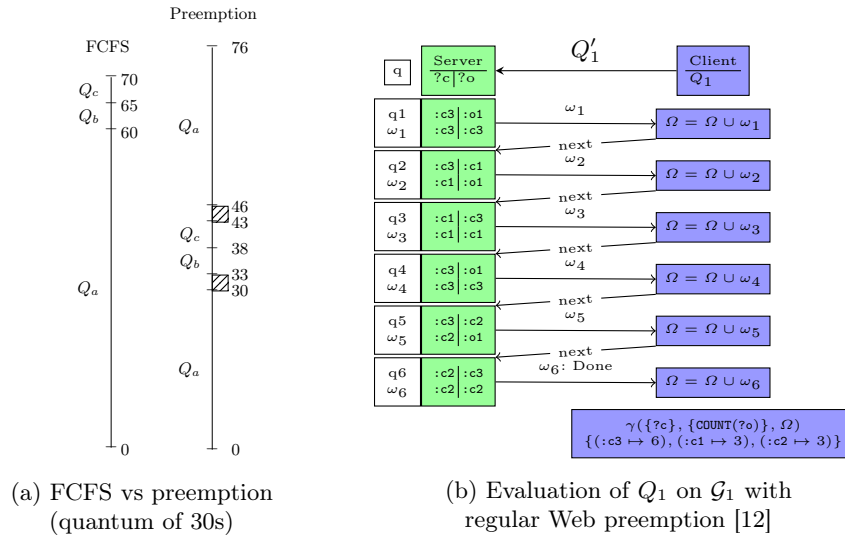 Preemption
76
FCFS
70
Q_c
65
Q_b
60
Q_a
46
43
Q_c
38
Q_b
33
30
Q_a
Q_a
0
0
(a) FCFS vs preemption
(quantum of 30s)
q
Server
?c|?o
Q′_1
Client
Q_1
q1
ω_1
:c3|:o1
:c3|:c3
ω_1
Ω = Ω ∪ ω_1
next
q2
ω_2
:c3|:c1
:c1|:o1
ω_2
Ω = Ω ∪ ω_2
next
q3
ω_3
:c1|:c3
:c1|:c1
ω_3
Ω = Ω ∪ ω_3
next
q4
ω_4
:c3|:o1
:c3|:c3
ω_4
Ω = Ω ∪ ω_4
next
q5
ω_5
:c3|:c2
:c2|:o1
ω_5
Ω = Ω ∪ ω_5
next
q6
ω_6
:c2|:c3
:c2|:c2
ω_6: Done
Ω = Ω ∪ ω_6
γ({?c}, {COUNT(?o)}, Ω)
{(:c3 ↦ 6), (:c1 ↦ 3), (:c2 ↦ 3)}
(b) Evaluation of Q_1 on 𝒢_1 with
regular Web preemption [12]